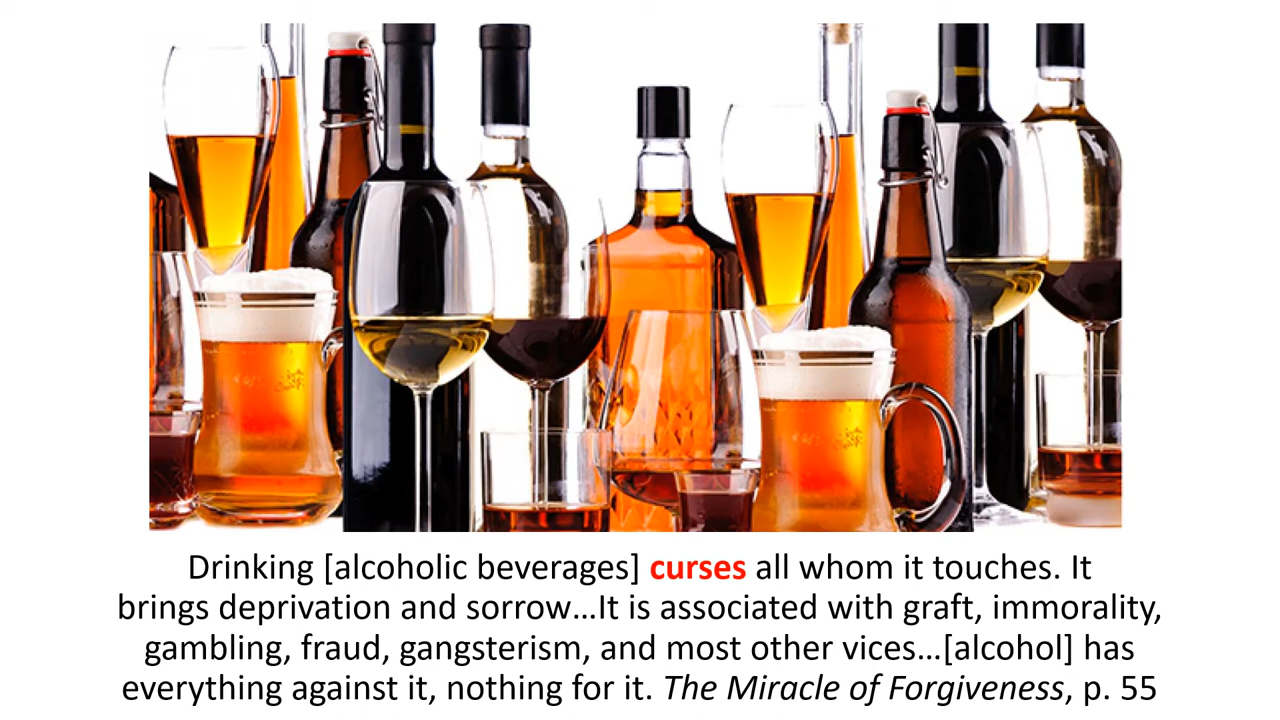 Drinking [alcoholic beverages] curses all whom it touches. It
brings deprivation and sorrow…It is associated with graft, immorality,
gambling, fraud, gangsterism, and most other vices…[alcohol] has
everything against it, nothing for it. The Miracle of Forgiveness, p. 55